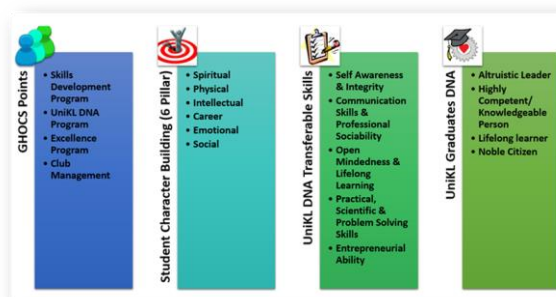 GHOCS Points
• Skills
Development
Program
• UniKL DNA
Program
• Excellence
Program
• Club
Management
Student Character Building (6 Pillar)
• Spiritual
• Physical
• Intellectual
• Career
• Emotional
• Social
UniKL DNA Transferable Skills
• Self Awareness
& Integrity
• Communication
Skills &
Professional
Sociability
• Open
Mindedness &
Lifelong
Learning
• Practical,
Scientific &
Problem Solving
Skills
• Entrepreneurial
Ability
UniKL Graduates DNA
• Altruistic Leader
• Highly
Competent/
Knowledgeable
Person
• Lifelong learner
• Noble Citizen